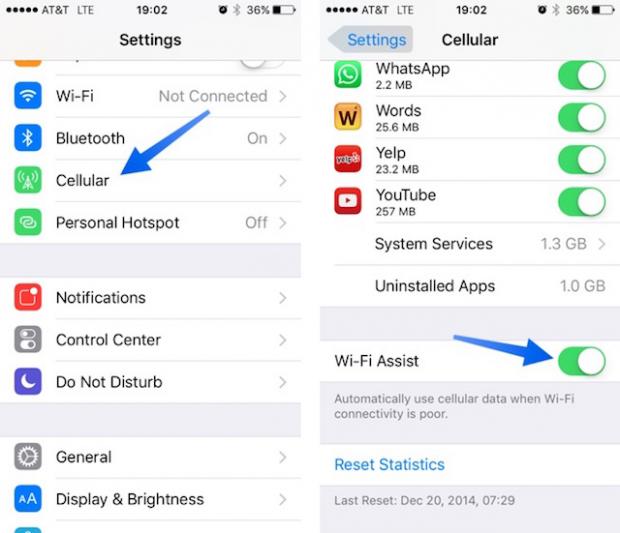 AT&T LTE 19:02 36%
Settings
Wi-Fi Not Connected
Bluetooth On
Cellular
Personal Hotspot Off
Notifications
Control Center
Do Not Disturb
General
AA Display & Brightness
AT&T LTE 19:02 36%
Settings Cellular
WhatsApp
2.2 MB
W Words
25.6 MB
yelp Yelp
23.2 MB
YouTube
257 MB
System Services 1.3 GB
Uninstalled Apps 1.0 GB
Wi-Fi Assist
Automatically use cellular data when Wi-Fi
connectivity is poor.
Reset Statistics
Last Reset: Dec 20, 2014, 07:29